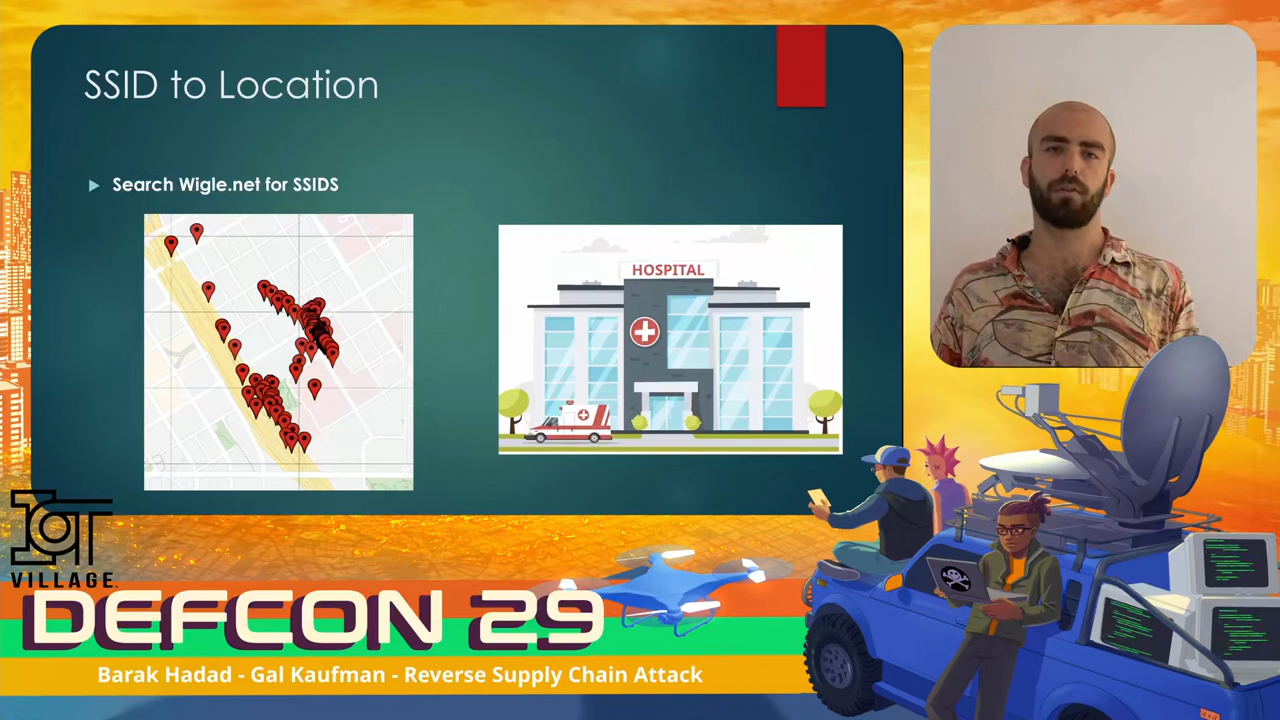 SSID to Location
Search Wigle.net for SSIDS
HOSPITAL
IOT
VILLAGE
DEFCON 29
Barak Hadad - Gal Kaufman - Reverse Supply Chain Attack